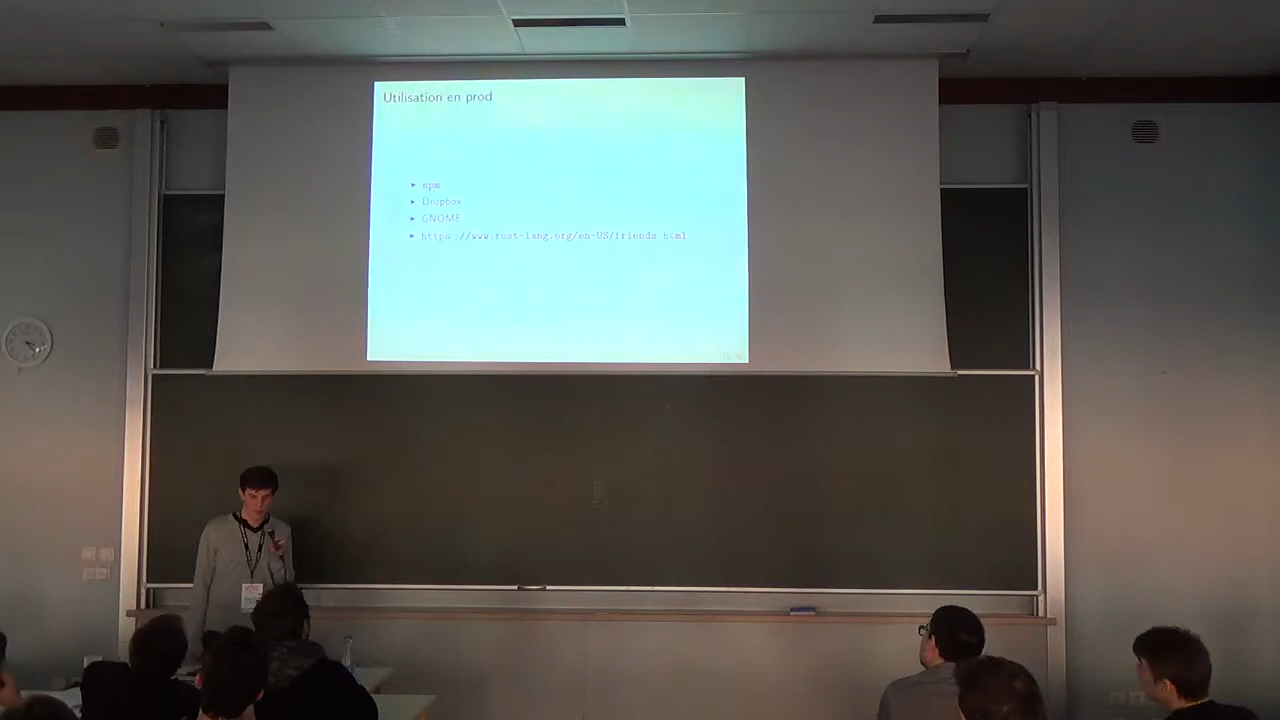 Utilisation en prod
npm
Dropbox
GNOME
https://www.rust-lang.org/en-US/friends.html